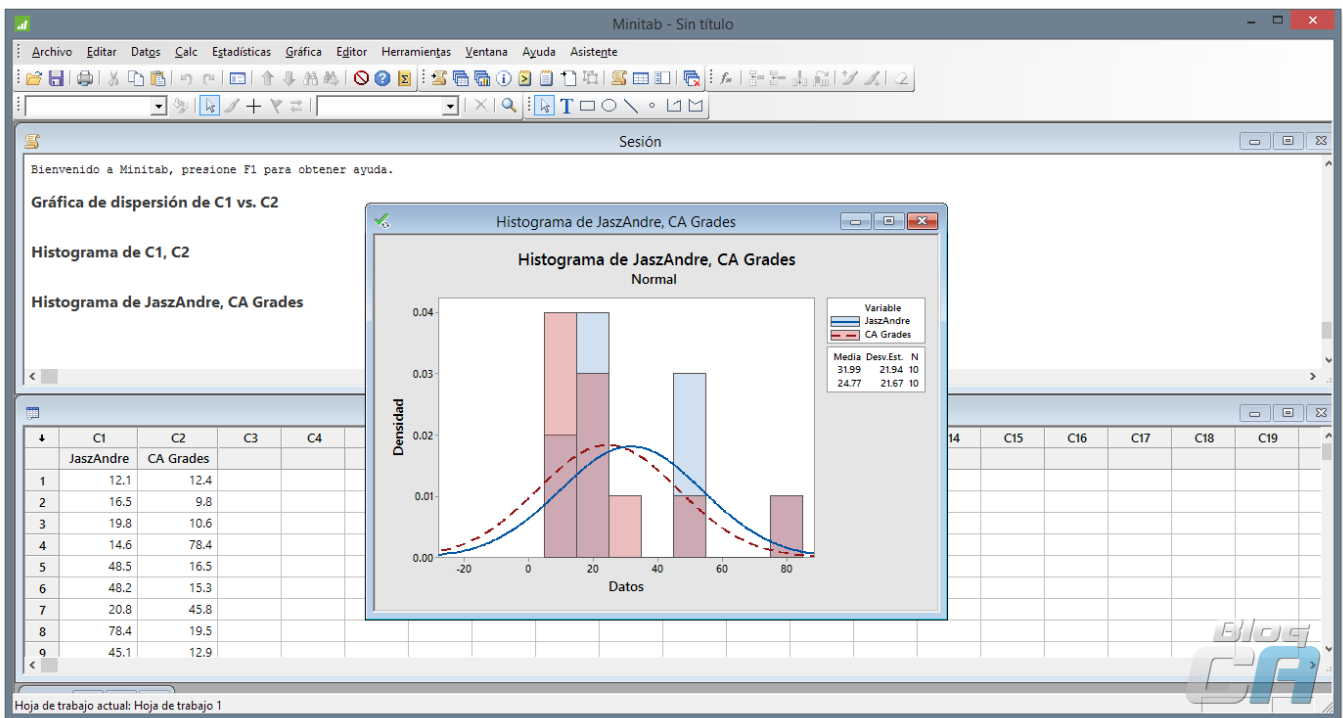 Minitab - Sin título
Archivo Editar Datos Calc Estadísticas Gráfica Editor Herramientas Ventana Ayuda Asistente
Sesión
Bienvenido a Minitab, presione F1 para obtener ayuda.
Gráfica de dispersión de C1 vs. C2
Histograma de C1, C2
Histograma de JaszAndre, CA Grades
Histograma de JaszAndre, CA Grades
Histograma de JaszAndre, CA Grades
Normal
Variable
JaszAndre
CA Grades
Media Desv.Est. N
31.99 21.94 10
24.77 21.67 10
Densidad
0.04
0.03
0.02
0.01
0.00
-20 0 20 40 60 80
Datos
C1 C2 C3 C4 14 C15 C16 C17 C18 C19
JaszAndre CA Grades
1 12.1 12.4
2 16.5 9.8
3 19.8 10.6
4 14.6 78.4
5 48.5 16.5
6 48.2 15.3
7 20.8 45.8
8 78.4 19.5
9 45.1 12.9
Blog
CA
Hoja de trabajo actual: Hoja de trabajo 1